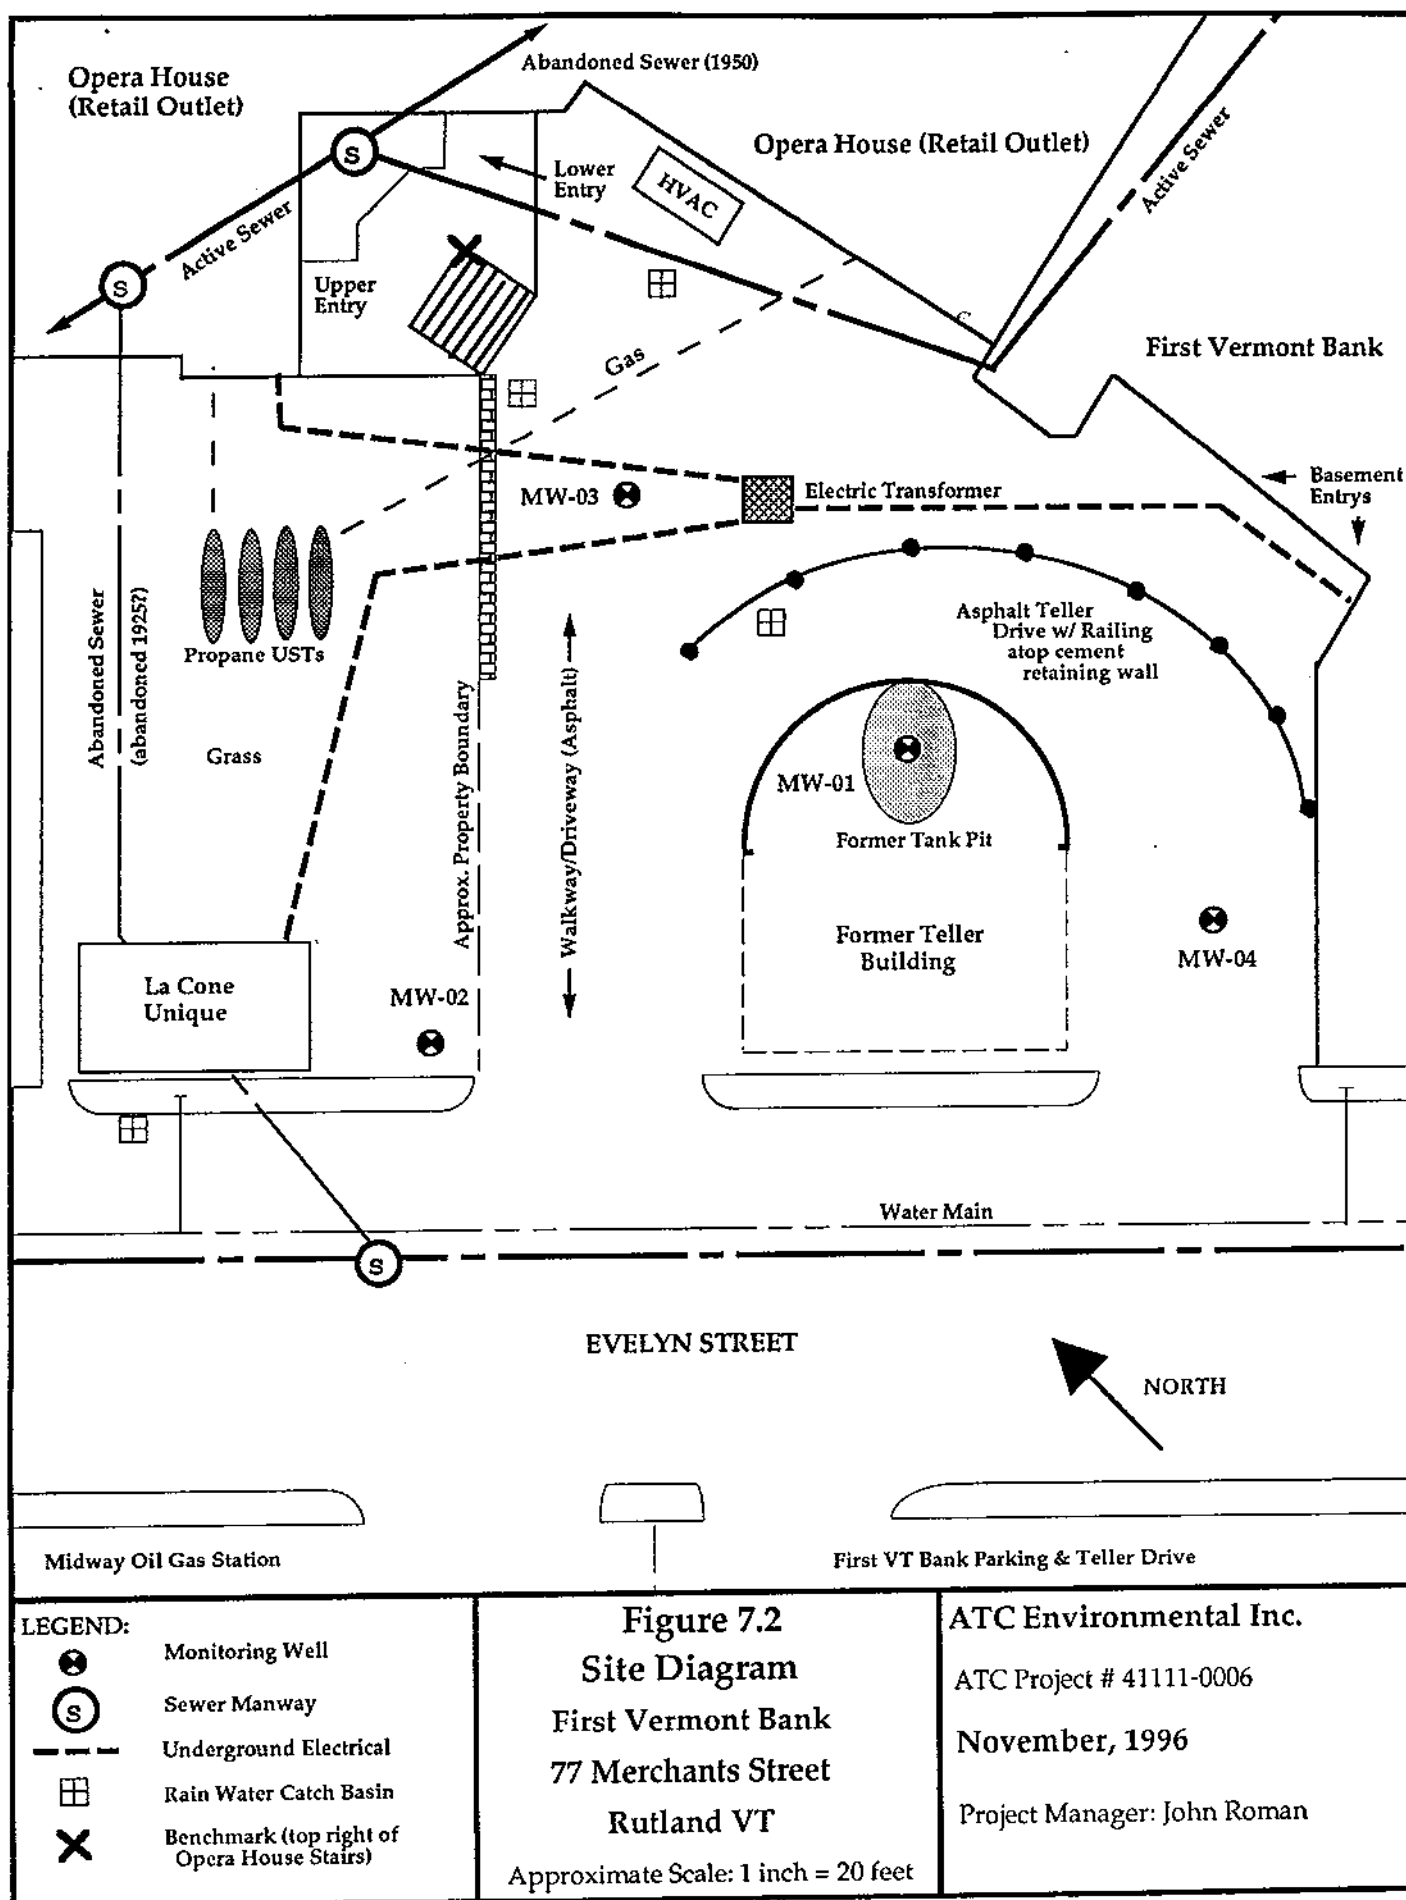 Opera House
(Retail Outlet)
Abandoned Sewer (1950)
Opera House (Retail Outlet)
Active Sewer
S
Lower
Entry
HVAC
Active Sewer
S
Upper
Entry
Gas
First Vermont Bank
MW-03
Electric Transformer
Basement
Entrys
Abandoned Sewer
(abandoned 1925?)
Propane USTs
Asphalt Teller
Drive w/ Railing
atop cement
retaining wall
Grass
Approx. Property Boundary
Walkway/Driveway (Asphalt)
MW-01
Former Tank Pit
Former Teller
Building
MW-04
La Cone
Unique
MW-02
Water Main
S
EVELYN STREET
NORTH
Midway Oil Gas Station
First VT Bank Parking & Teller Drive
LEGEND:
Monitoring Well
S
Sewer Manway
Underground Electrical
Rain Water Catch Basin
Benchmark (top right of
Opera House Stairs)
Figure 7.2
Site Diagram
First Vermont Bank
77 Merchants Street
Rutland VT
Approximate Scale: 1 inch = 20 feet
ATC Environmental Inc.
ATC Project # 41111-0006
November, 1996
Project Manager: John Roman